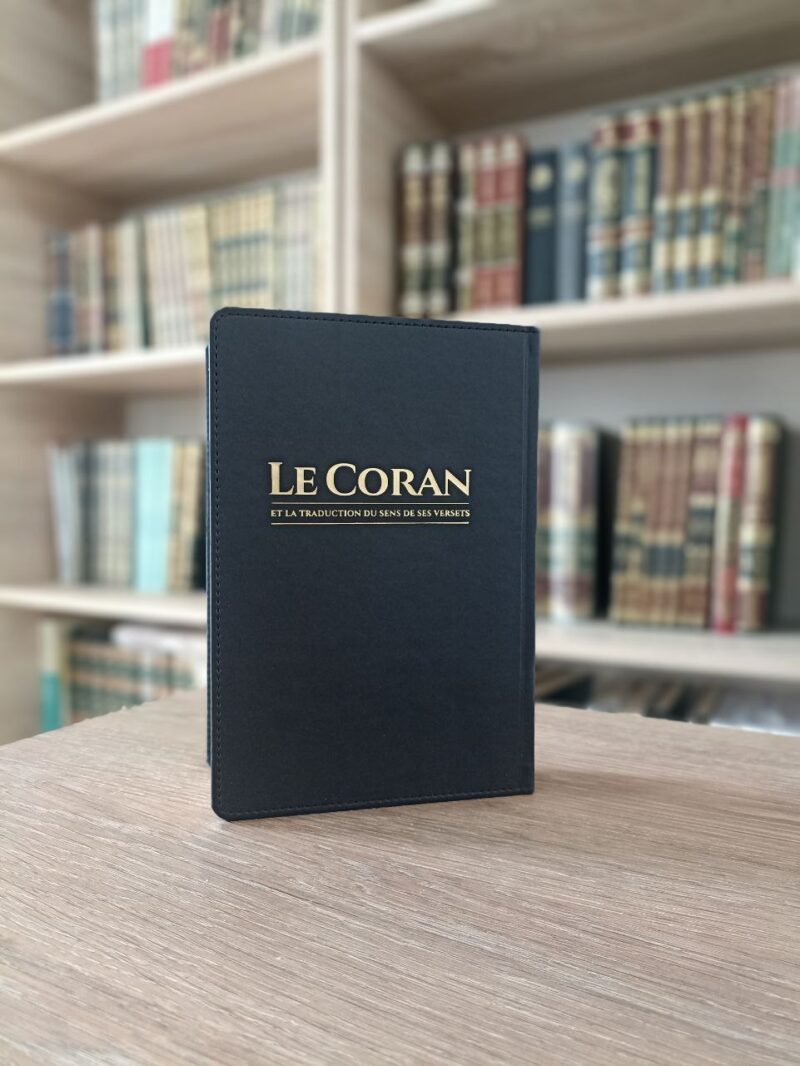 LE CORAN
ET LA TRADUCTION DU SENS DE SES VERSETS